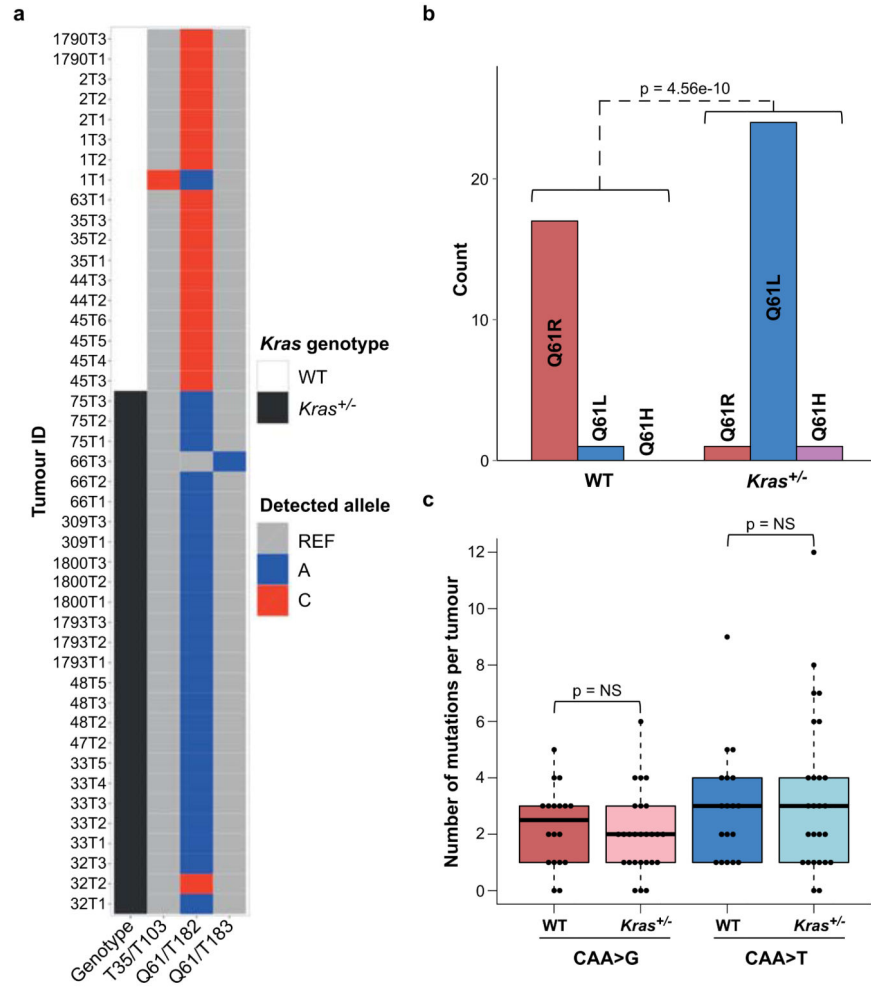 a
1790T3
1790T1
2T3
2T2
2T1
1T3
1T2
1T1
63T1
35T3
35T2
35T1
44T3
44T2
45T6
45T5
45T4
45T3
75T3
75T2
75T1
66T3
66T2
66T1
309T3
309T1
1800T3
1800T2
1800T1
1793T3
1793T2
1793T1
48T5
48T3
48T2
47T2
33T5
33T4
33T3
33T2
33T1
32T3
32T2
32T1
Tumour ID
Genotype
T35/T103
Q61/T182
Q61/T183
Kras genotype
WT
Kras+/-
Detected allele
REF
A
C
b
p = 4.56e-10
Count
20
10
0
Q61R
Q61L
Q61H
Q61R
Q61L
Q61H
WT
Kras+/-
c
p = NS
p = NS
Number of mutations per tumour
12
10
8
6
4
2
0
WT
Kras+/-
WT
Kras+/-
CAA>G
CAA>T